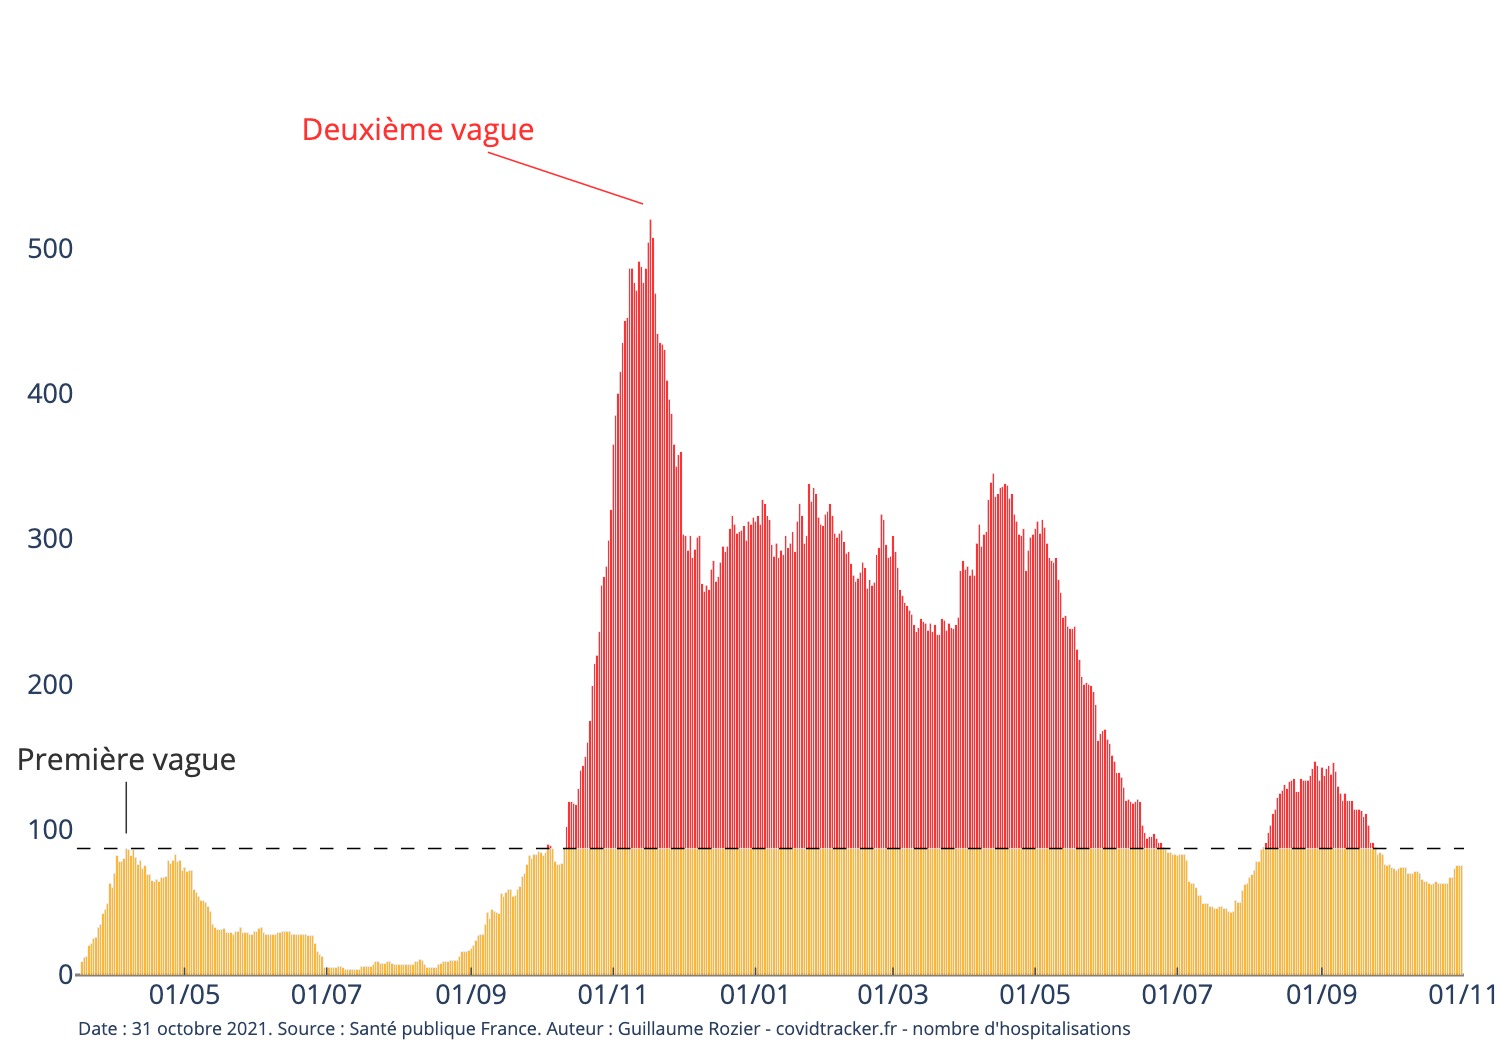 Deuxième vague
500
400
300
200
Première vague
100
0
01/05 01/07 01/09 01/11 01/01 01/03 01/05 01/07 01/09 01/11
Date : 31 octobre 2021. Source : Santé publique France. Auteur : Guillaume Rozier - covidtracker.fr - nombre d'hospitalisations